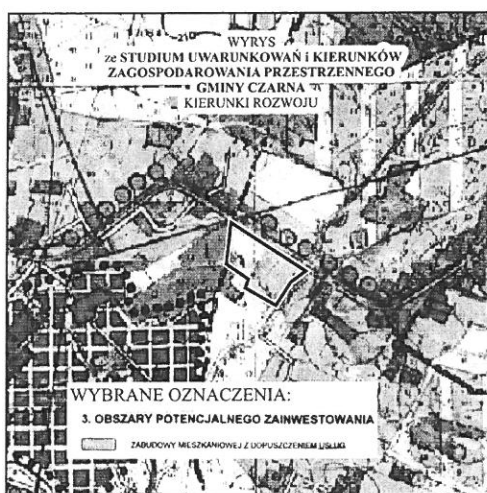 WYRYS
ze STUDIUM UWARUNKOWAŃ i KIERUNKÓW
ZAGOSPODAROWANIA PRZESTRZENNEGO
GMINY CZARNA
KIERUNKI ROZWOJU
WYBRANE OZNACZENIA:
3. OBSZARY POTENCJALNEGO ZAINWESTOWANIA
ZABUDOWY MIESZKANIOWEJ Z DOPUSZCZENIEM USŁUG